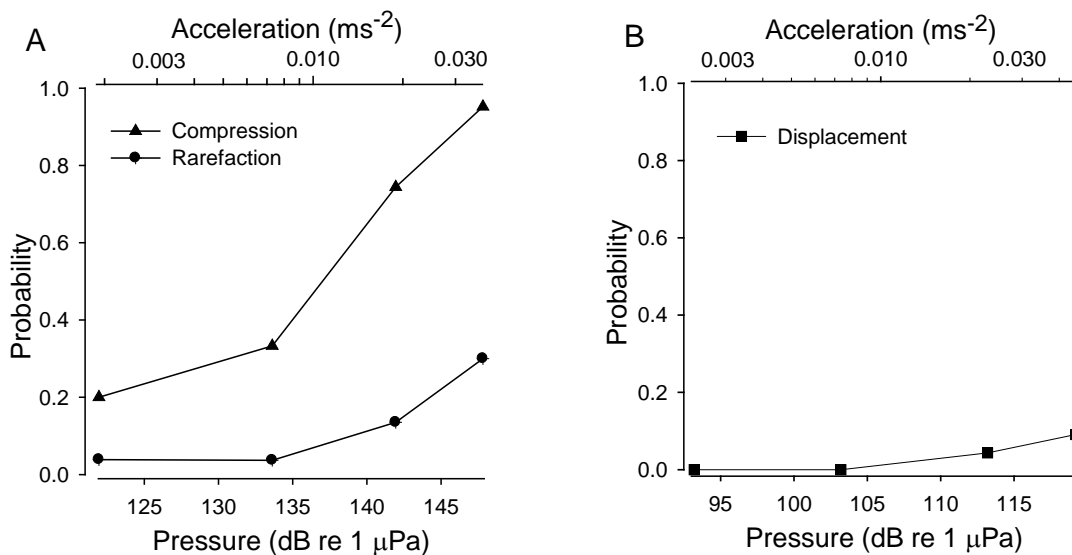 A
Acceleration (ms-2)
0.003 0.010 0.030
1.0
0.8
0.6
0.4
0.2
0.0
Probability
Compression
Rarefaction
125 130 135 140 145
Pressure (dB re 1 μPa)
B
Acceleration (ms-2)
0.003 0.010 0.030
1.0
0.8
0.6
0.4
0.2
0.0
Probability
Displacement
95 100 105 110 115
Pressure (dB re 1 μPa)